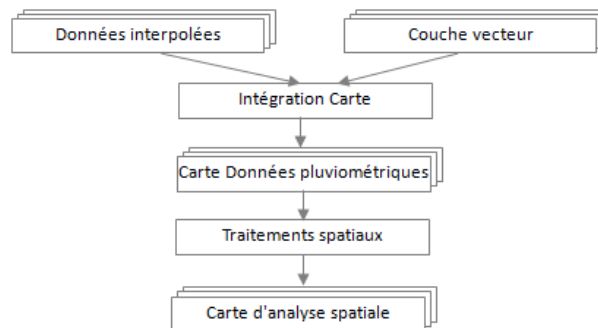 Données interpolées
Couche vecteur
Intégration Carte
Carte Données pluviométriques
Traitements spatiaux
Carte d'analyse spatiale